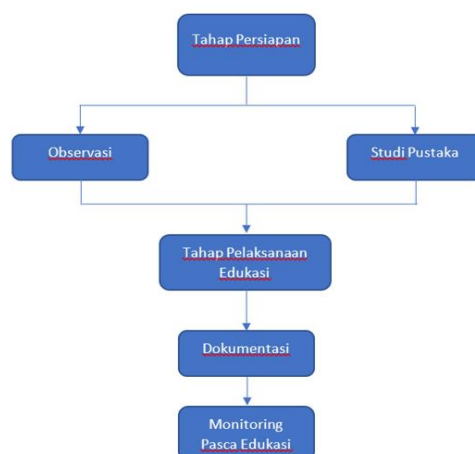 Tahap Persiapan
Observasi
Studi Pustaka
Tahap Pelaksanaan
Edukasi
Dokumentasi
Monitoring
Pasca Edukasi